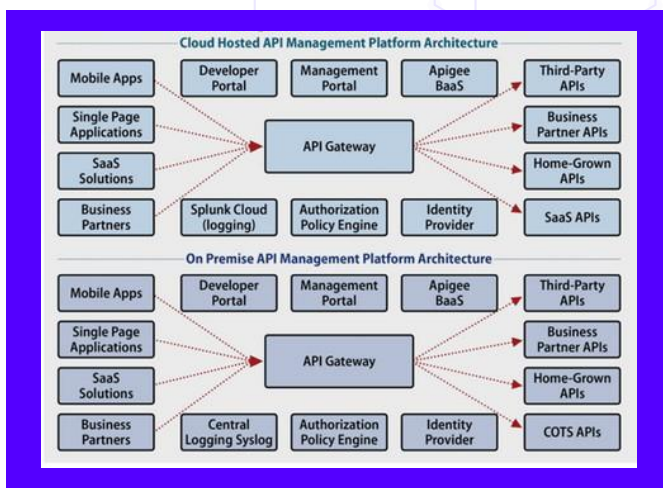 Cloud Hosted API Management Platform Architecture
Mobile Apps
Developer
Portal
Management
Portal
Apigee
BaaS
Third-Party
APIs
Single Page
Applications
API Gateway
Business
Partner APIs
SaaS
Solutions
Home-Grown
APIs
Business
Partners
Splunk Cloud
(logging)
Authorization
Policy Engine
Identity
Provider
SaaS APIs
On Premise API Management Platform Architecture
Mobile Apps
Developer
Portal
Management
Portal
Apigee
BaaS
Third-Party
APIs
Single Page
Applications
API Gateway
Business
Partner APIs
SaaS
Solutions
Home-Grown
APIs
Business
Partners
Central
Logging Syslog
Authorization
Policy Engine
Identity
Provider
COTS APIs